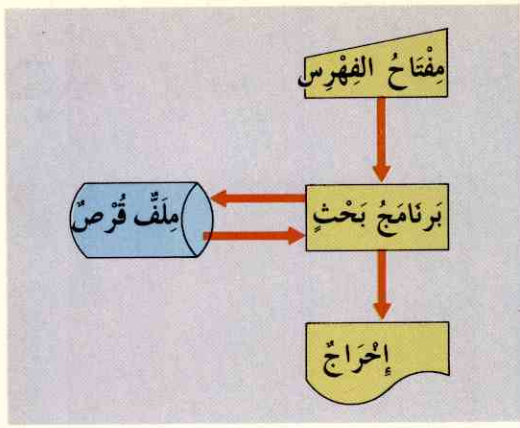 مِفْتَاحُ الفِهْرِس
بَرنَامَجُ بَحْثٍ
مِلَفٌّ قُرْصٌ
إِخْرَاجٌ